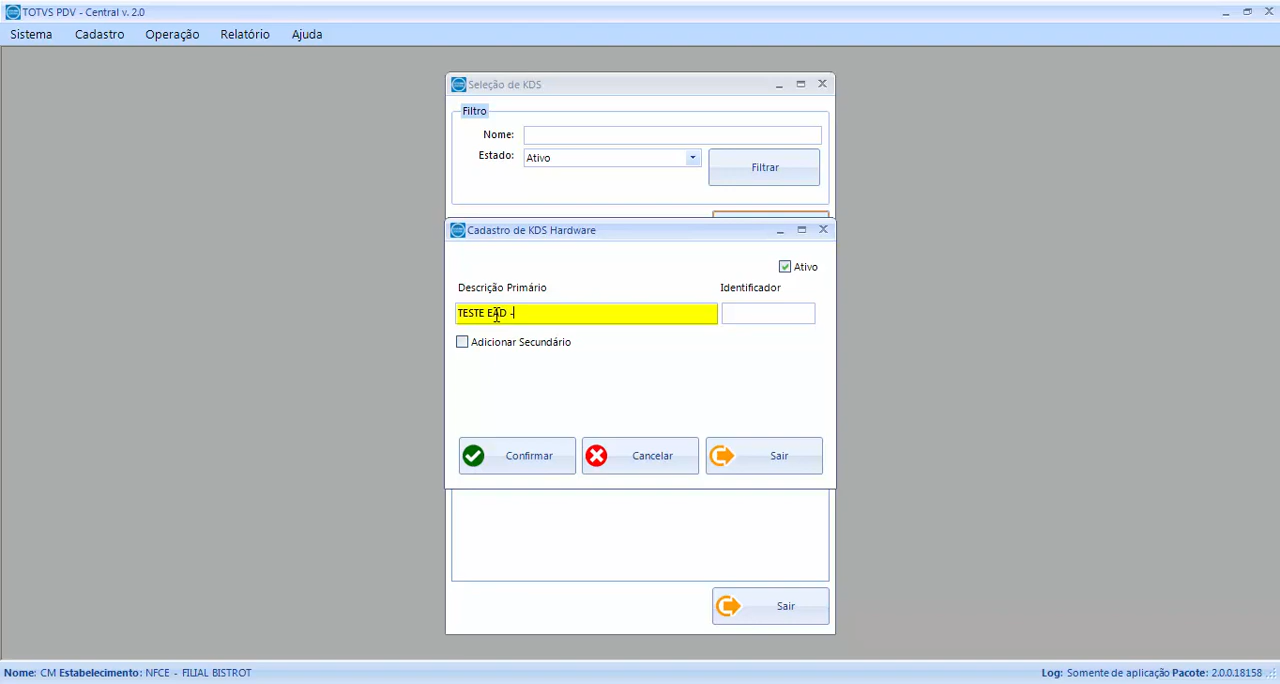 TOTVS PDV - Central v. 2.0
Sistema Cadastro Operação Relatório Ajuda
Seleção de KDS
Filtro
Nome:
Estado: Ativo
Filtrar
Cadastro de KDS Hardware
Ativo
Descrição Primário Identificador
TESTE EAD -
Adicionar Secundário
Confirmar Cancelar Sair
Sair
Nome: CM Estabelecimento: NFCE - FILIAL BISTROT Log: Somente de aplicação Pacote: 2.0.0.18158